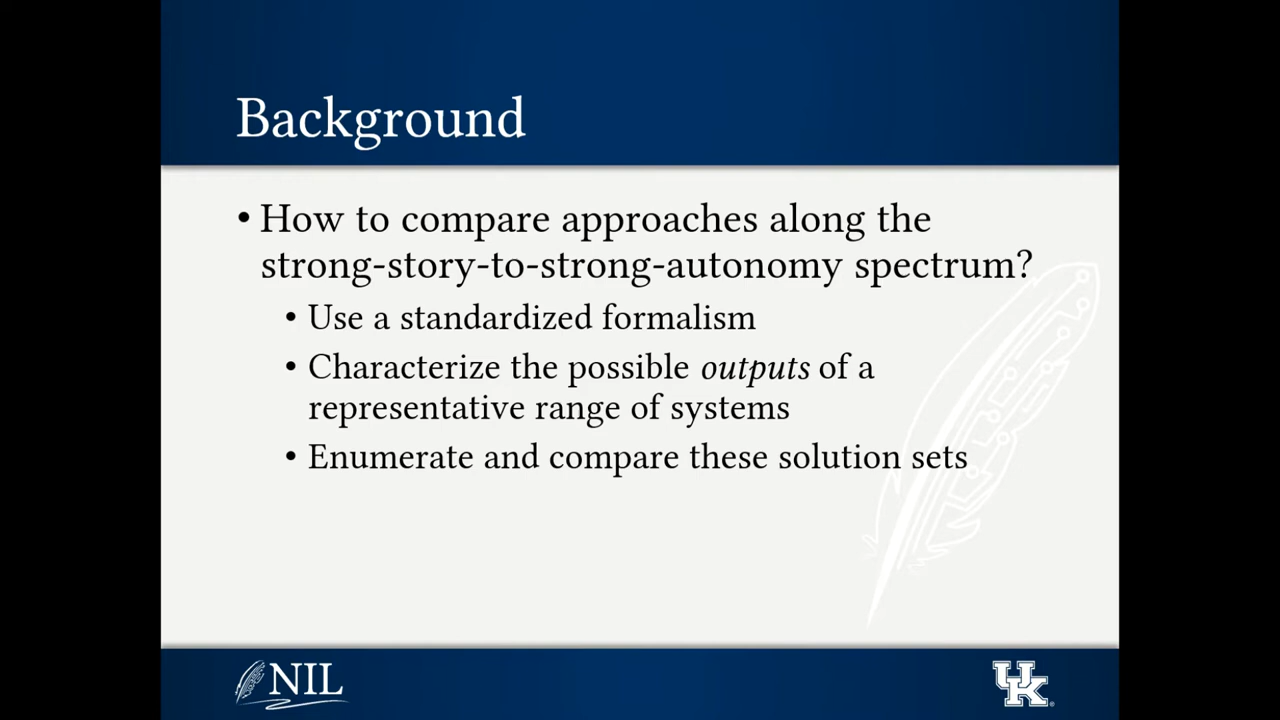 Background
• How to compare approaches along the
strong-story-to-strong-autonomy spectrum?
• Use a standardized formalism
• Characterize the possible outputs of a
representative range of systems
• Enumerate and compare these solution sets
NIL
UK